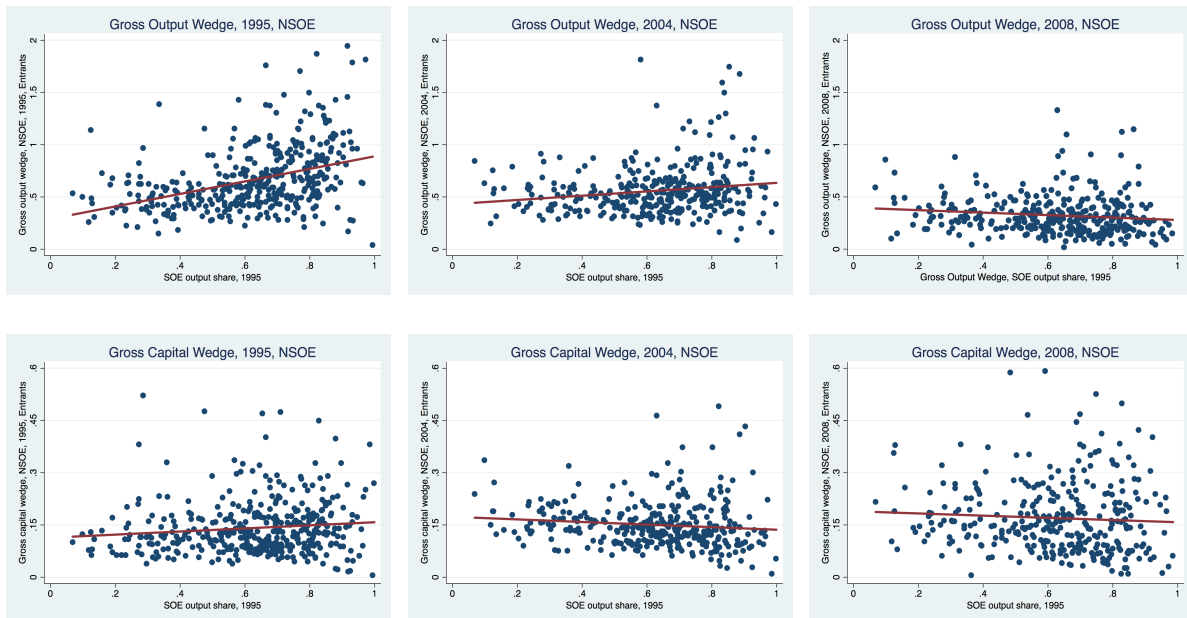 Gross Output Wedge, 1995, NSOE
Gross output wedge, NSOE, 1995, Entrants
2
1.5
1
.5
0
0 .2 .4 .6 .8 1
SOE output share, 1995
Gross Output Wedge, 2004, NSOE
Gross output wedge, NSOE, 2004, Entrants
2
1.5
1
.5
0
0 .2 .4 .6 .8 1
SOE output share, 1995
Gross Output Wedge, 2008, NSOE
Gross output wedge, NSOE, 2008, Entrants
2
1.5
1
.5
0
0 .2 .4 .6 .8 1
Gross Output Wedge, SOE output share, 1995
Gross Capital Wedge, 1995, NSOE
Gross capital wedge, NSOE, 1995, Entrants
.6
.45
.3
.15
0
0 .2 .4 .6 .8 1
SOE output share, 1995
Gross Capital Wedge, 2004, NSOE
Gross capital wedge, NSOE, 2004, Entrants
.6
.45
.3
.15
0
0 .2 .4 .6 .8 1
SOE output share, 1995
Gross Capital Wedge, 2008, NSOE
Gross capital wedge, NSOE, 2008, Entrants
.6
.45
.3
.15
0
0 .2 .4 .6 .8 1
SOE output share, 1995